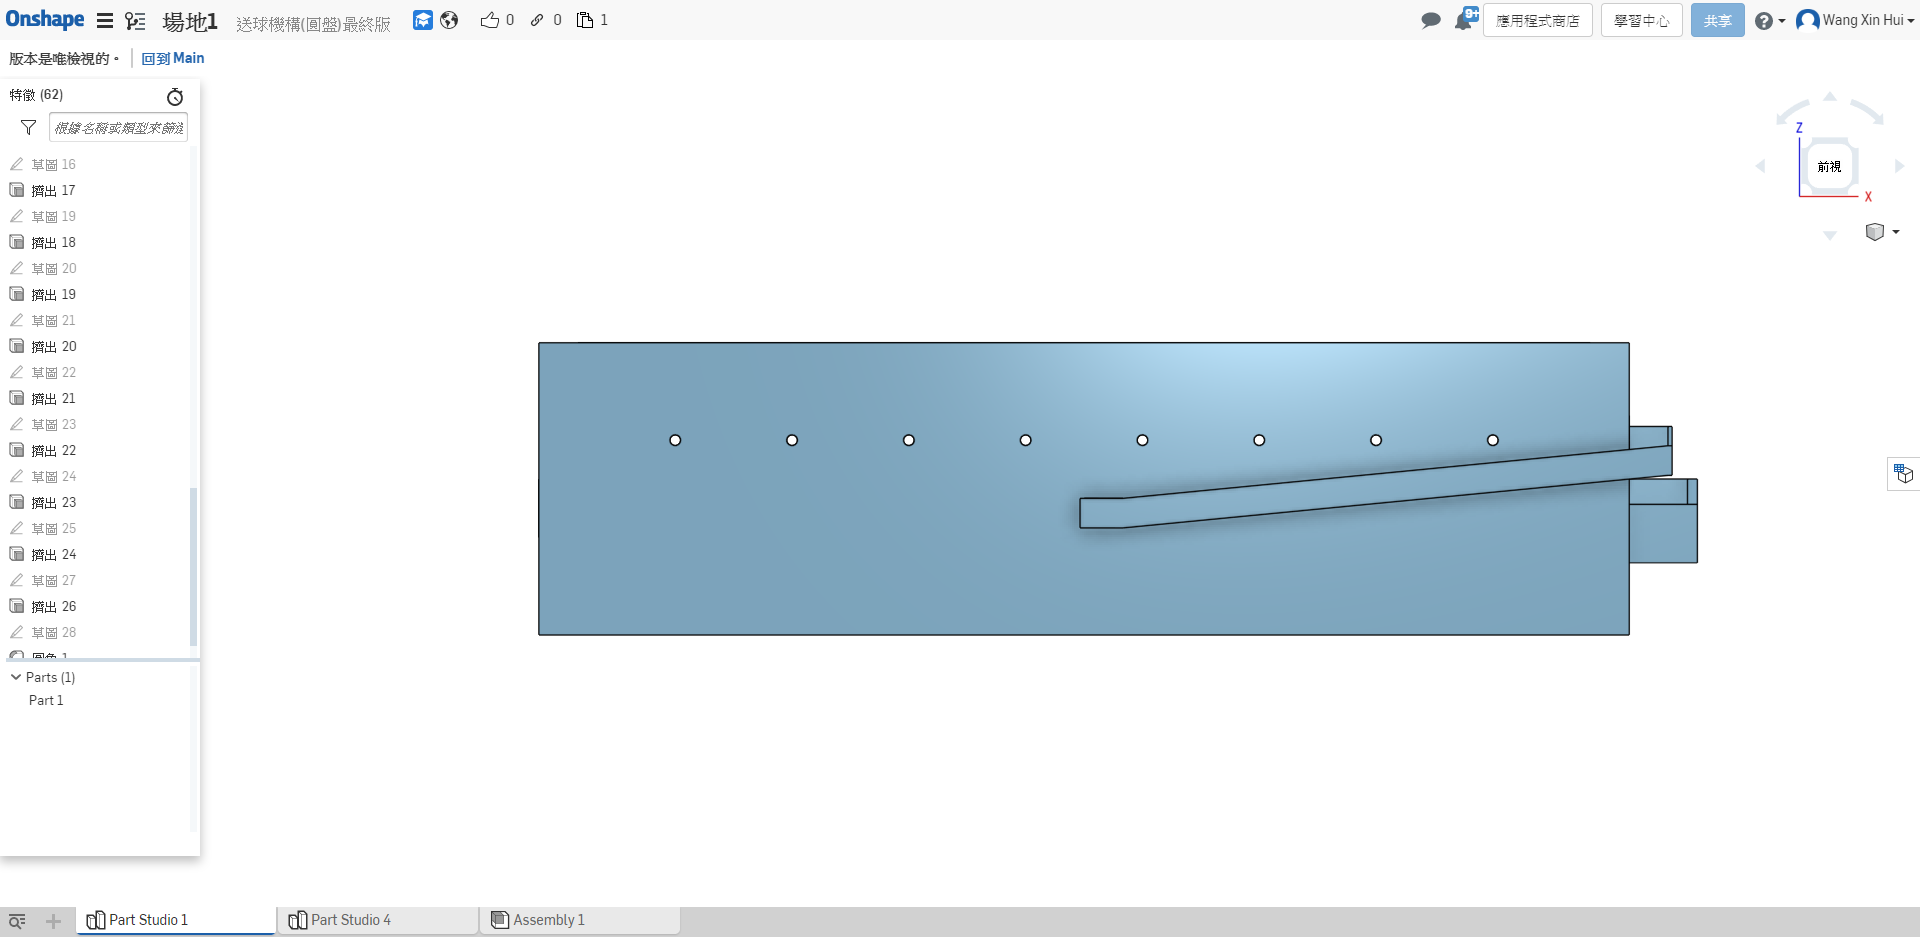 Onshape 場地1 送球機構(圓盤)最終版 0 0 1 9+ 應用程式商店 學習中心 共享 Wang Xin Hui
版本是唯檢視的。 回到 Main
特徵 (62)
根據名稱或類型來篩選
草圖 16
擠出 17
草圖 19
擠出 18
草圖 20
擠出 19
草圖 21
擠出 20
草圖 22
擠出 21
草圖 23
擠出 22
草圖 24
擠出 23
草圖 25
擠出 24
草圖 27
擠出 26
草圖 28
圓角 1
Parts (1)
Part 1
Z
前視
X
Part Studio 1 Part Studio 4 Assembly 1